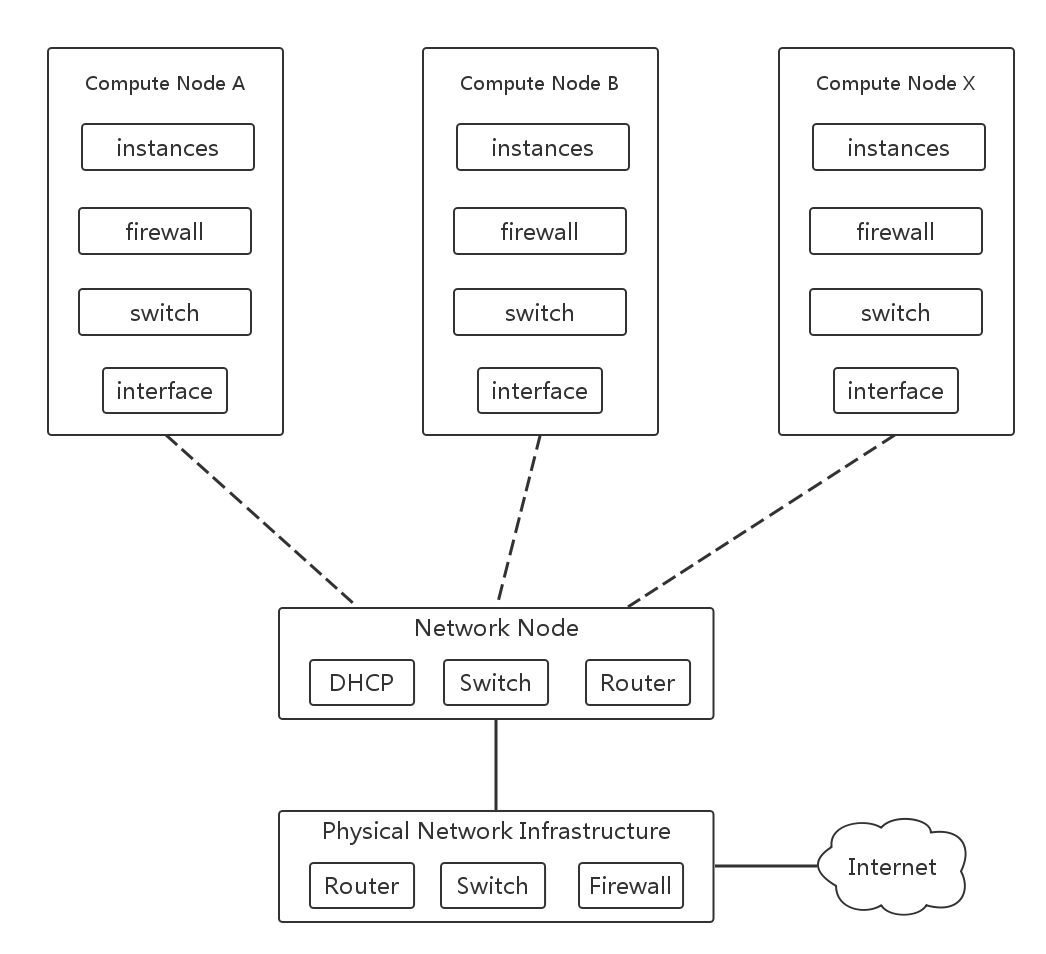 Compute Node A
instances
firewall
switch
interface
Compute Node B
instances
firewall
switch
interface
Compute Node X
instances
firewall
switch
interface
Network Node
DHCP
Switch
Router
Physical Network Infrastructure
Router
Switch
Firewall
Internet